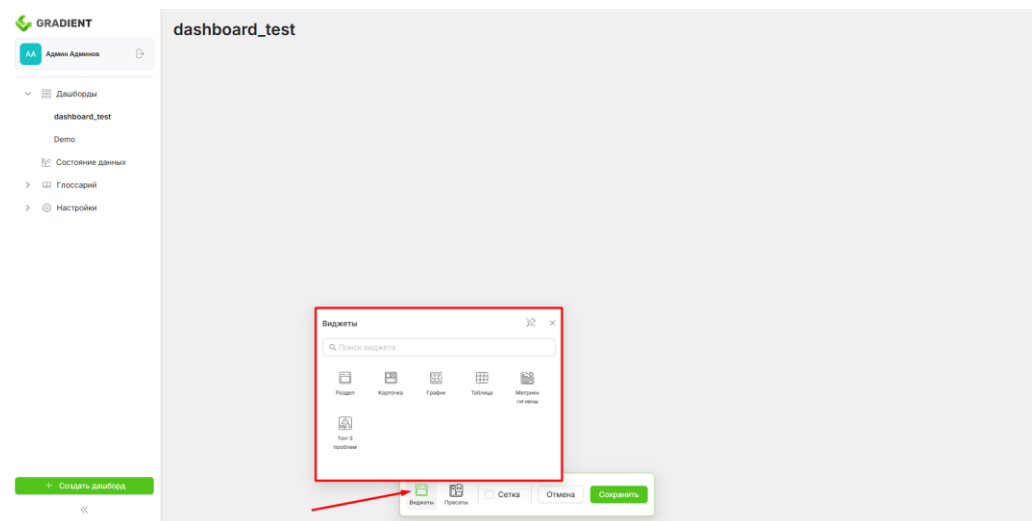 GRADIENT
АА Админ Админов
Дашборды
dashboard_test
Demo
Состояние данных
Глоссарий
Настройки
+ Создать дашборд
dashboard_test
Виджеты
Поиск виджета
Раздел Карточка График Таблица Метрики
гигиены
Топ-3
проблем
Виджеты Пресеты Сетка Отмена Сохранить